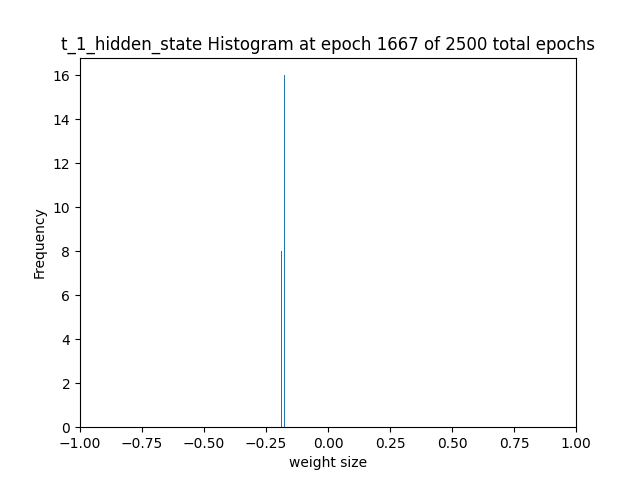 t_1_hidden_state Histogram at epoch 1667 of 2500 total epochs
16
14
12
10
8
6
4
2
0
Frequency
−1.00 −0.75 −0.50 −0.25 0.00 0.25 0.50 0.75 1.00
weight size